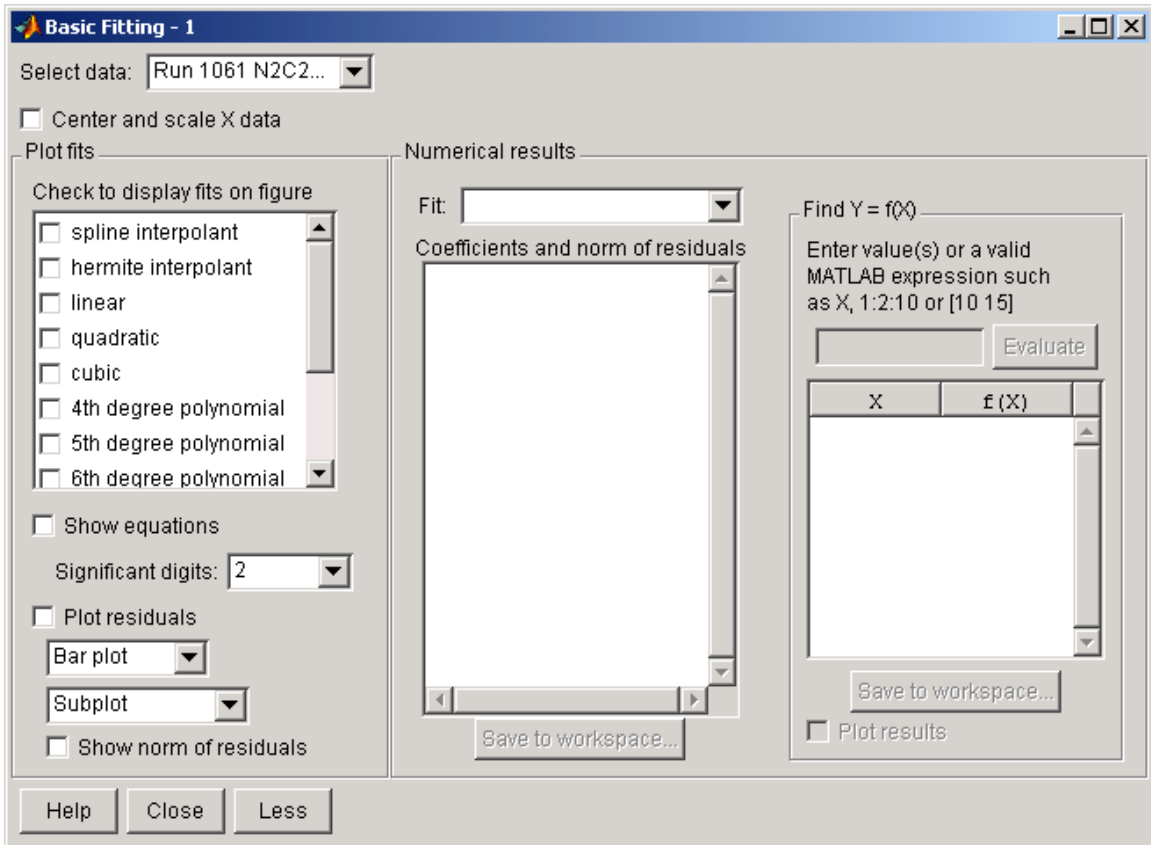 Basic Fitting - 1
Select data: Run 1061 N2C2...
Center and scale X data
Plot fits
Check to display fits on figure
spline interpolant
hermite interpolant
linear
quadratic
cubic
4th degree polynomial
5th degree polynomial
6th degree polynomial
Show equations
Significant digits: 2
Plot residuals
Bar plot
Subplot
Show norm of residuals
Numerical results
Fit:
Coefficients and norm of residuals
Save to workspace...
Find Y = f(X)
Enter value(s) or a valid
MATLAB expression such
as X, 1:2:10 or [10 15]
Evaluate
X f (X)
Save to workspace...
Plot results
Help Close Less